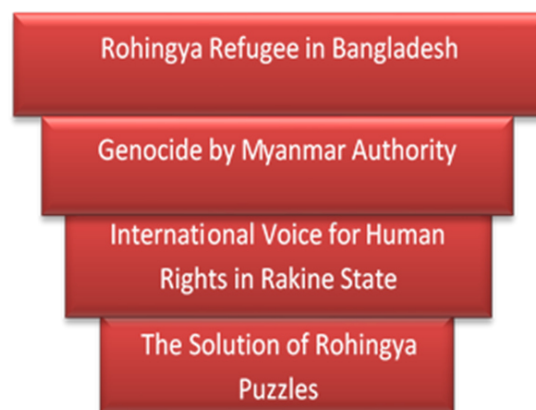 Rohingya Refugee in Bangladesh
Genocide by Myanmar Authority
International Voice for Human
Rights in Rakine State
The Solution of Rohingya
Puzzles